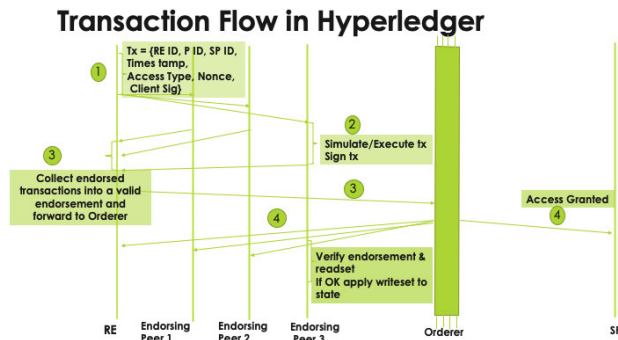 Transaction Flow in Hyperledger
Tx = {RE ID, P ID, SP ID,
Times tamp,
Access Type, Nonce,
Client Sig}
1
2
Simulate/Execute tx
Sign tx
3
Collect endorsed
transactions into a valid
endorsement and
forward to Orderer
3
Access Granted
4
4
Verify endorsement &
readset
If OK apply writeset to
state
RE
Endorsing
Peer 1
Endorsing
Peer 2
Endorsing
Peer 3
Orderer